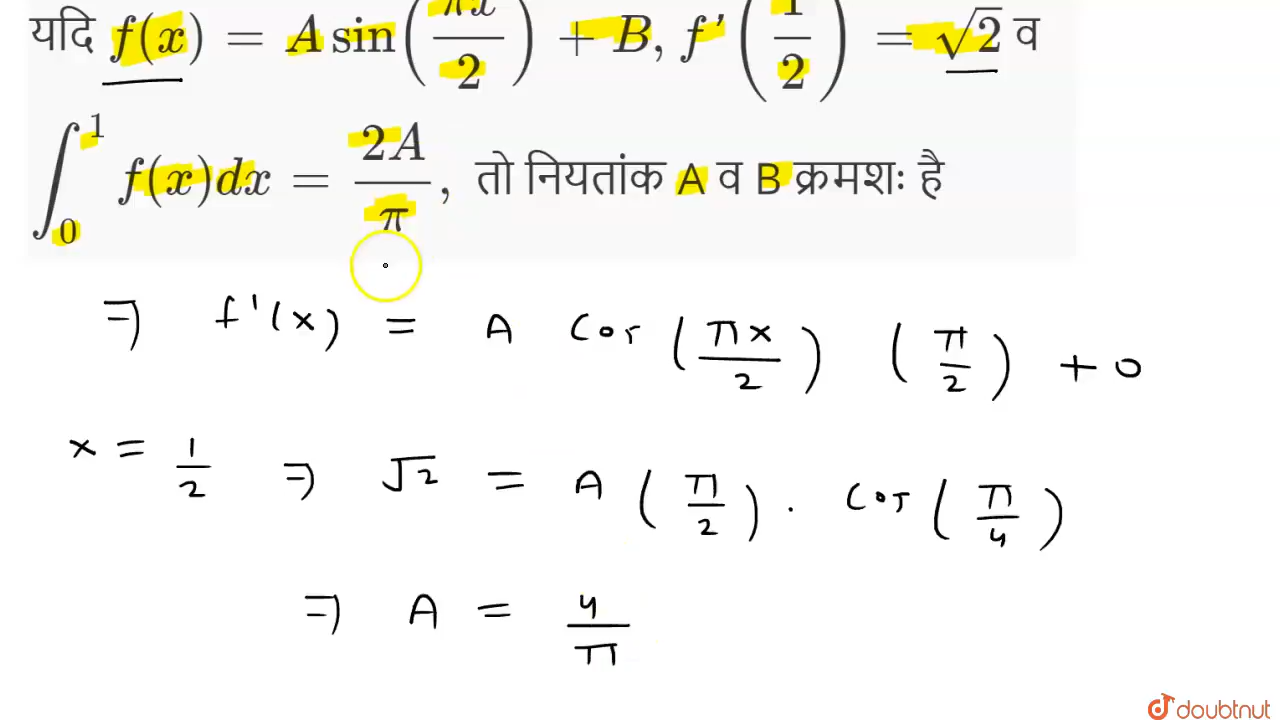 यदि f(x) = A sin(πx/2) + B, f'(1/2) = √2 व
∫₀¹ f(x)dx = 2A/π, तो नियतांक A व B क्रमशः है
⇒ f'(x) = A cos(πx/2) (π/2) + 0
x = 1/2 ⇒ √2 = A (π/2) . cos(π/4)
⇒ A = 4/π
doubtnut